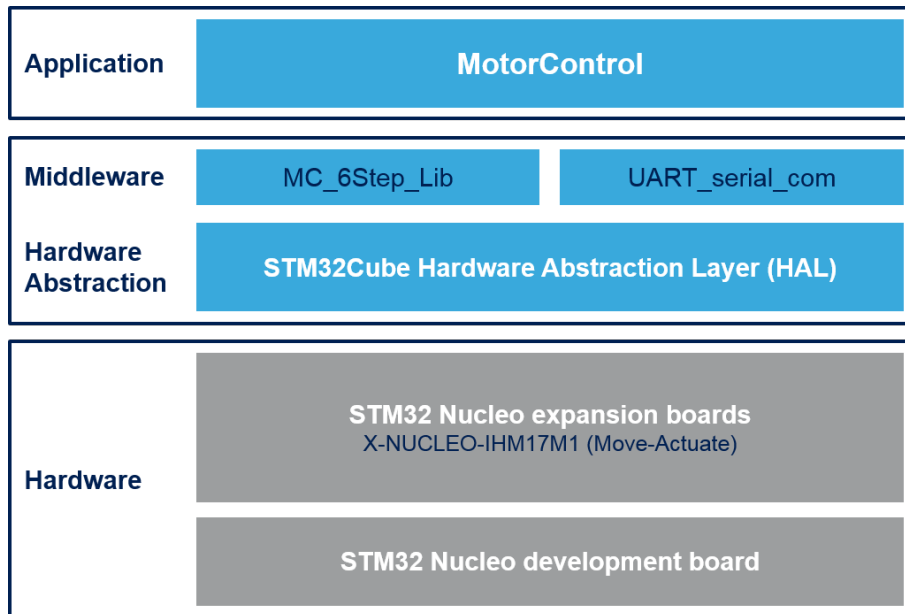 Application
MotorControl
Middleware
MC_6Step_Lib
UART_serial_com
Hardware
Abstraction
STM32Cube Hardware Abstraction Layer (HAL)
Hardware
STM32 Nucleo expansion boards
X-NUCLEO-IHM17M1 (Move-Actuate)
STM32 Nucleo development board